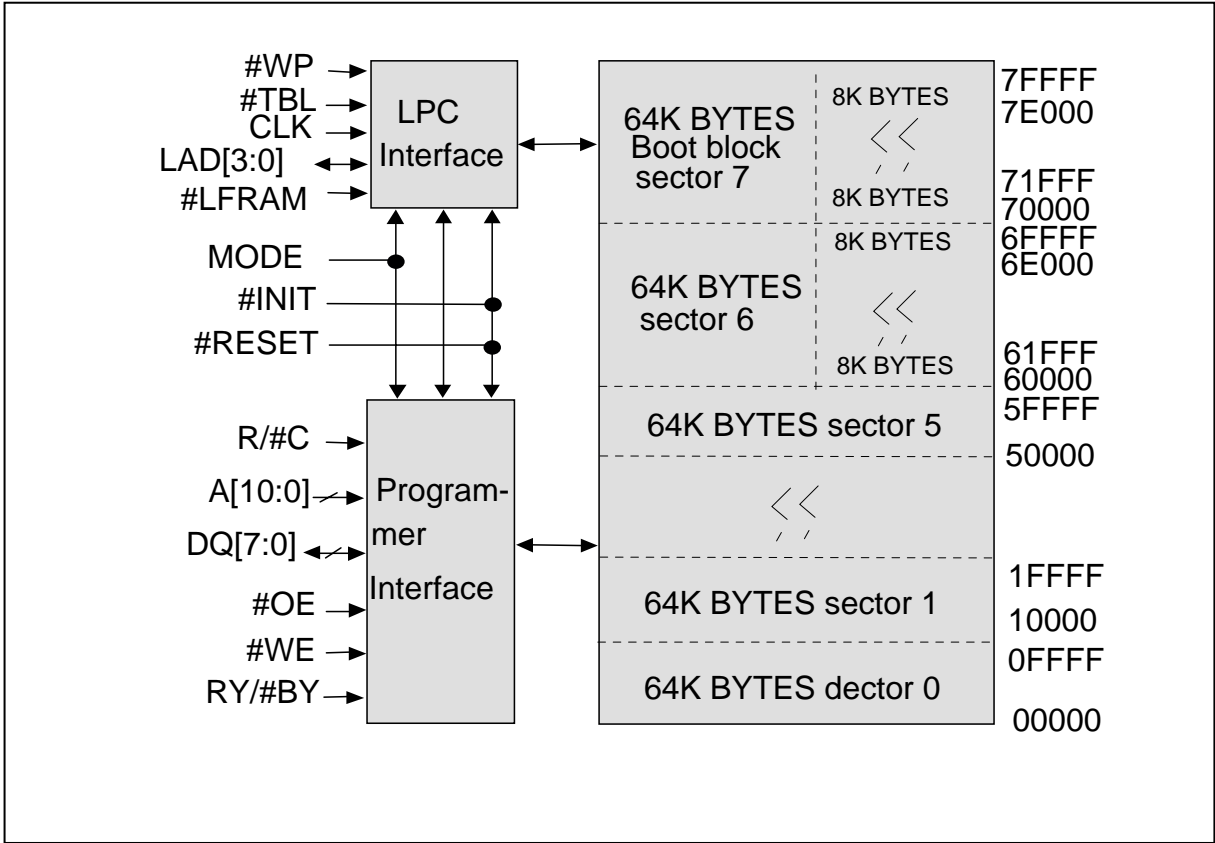 #WP
#TBL
CLK
LAD[3:0]
#LFRAM
MODE
#INIT
#RESET
R/#C
A[10:0]
DQ[7:0]
#OE
#WE
RY/#BY
LPC
Interface
Program-
mer
Interface
64K BYTES
Boot block
sector 7
8K BYTES
8K BYTES
64K BYTES
sector 6
8K BYTES
8K BYTES
64K BYTES sector 5
64K BYTES sector 1
64K BYTES dector 0
7FFFF
7E000
71FFF
70000
6FFFF
6E000
61FFF
60000
5FFFF
50000
1FFFF
10000
0FFFF
00000